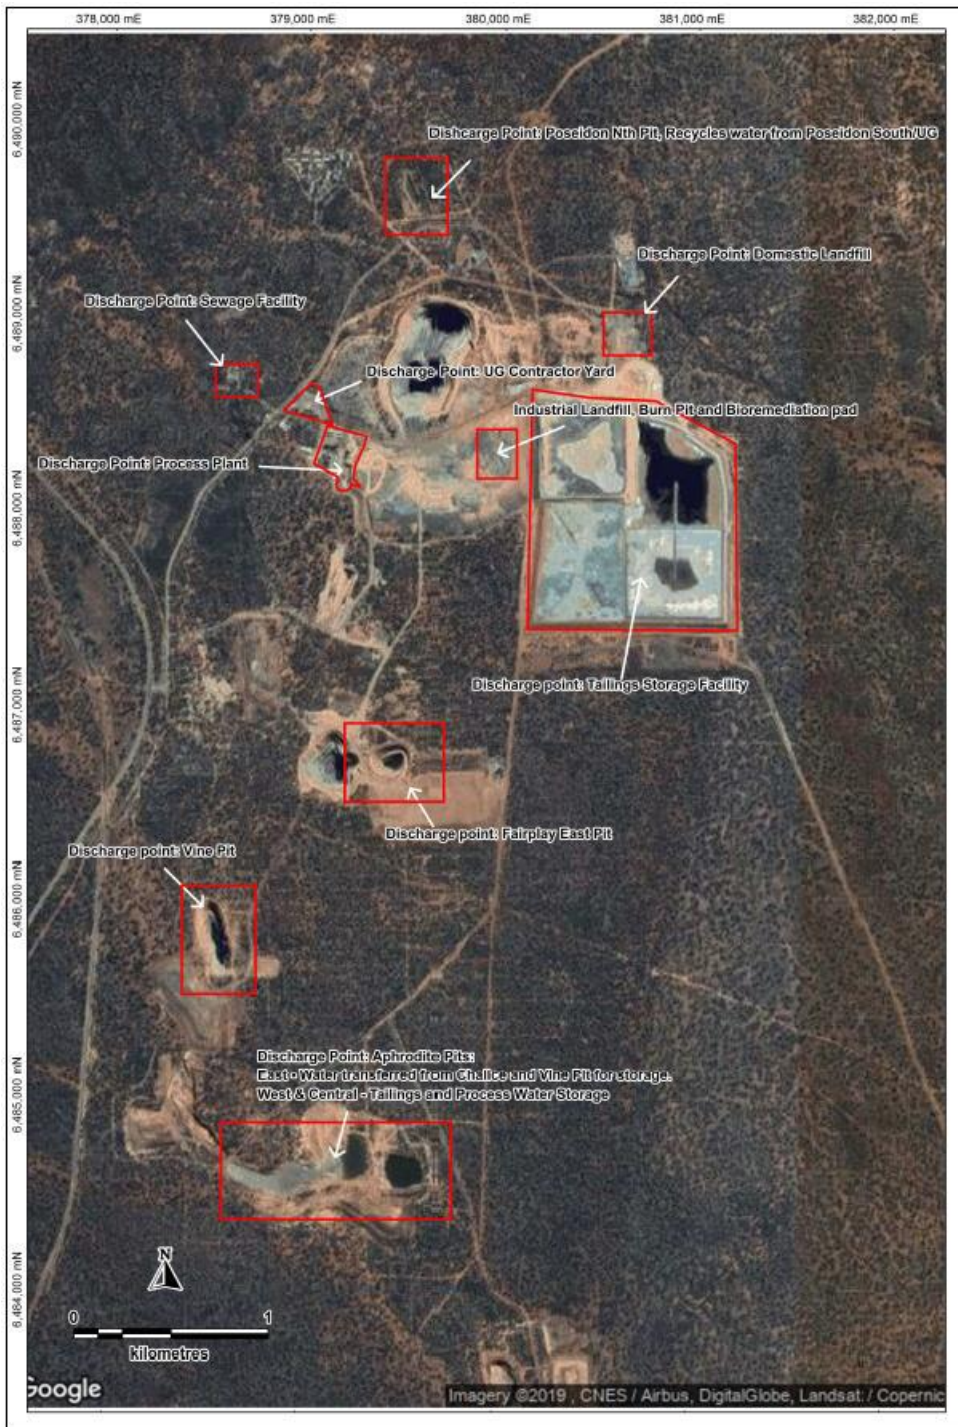 378,000 mE
379,000 mE
380,000 mE
381,000 mE
382,000 mE
6,490,000 mN
Dishcarge Point: Poseidon Nth Pit, Recycles water from Poseidon South/UG
Discharge Point: Domestic Landfill
6,489,000 mN
Discharge Point: Sewage Facility
Discharge Point: UG Contractor Yard
Industrial Landfill, Burn Pit and Bioremediation pad
Discharge Point: Process Plant
6,488,000 mN
Discharge point: Tailings Storage Facility
6,487,000 mN
Discharge point: Fairplay East Pit
Discharge point: Vine Pit
6,486,000 mN
Discharge Point: Aphrodite Pits:
East - Water transferred from Chalice and Vine Pit for storage.
West & Central - Tailings and Process Water Storage
6,485,000 mN
N
6,484,000 mN
0 1
kilometres
Google
Imagery ©2019 , CNES / Airbus, DigitalGlobe, Landsat / Copernic